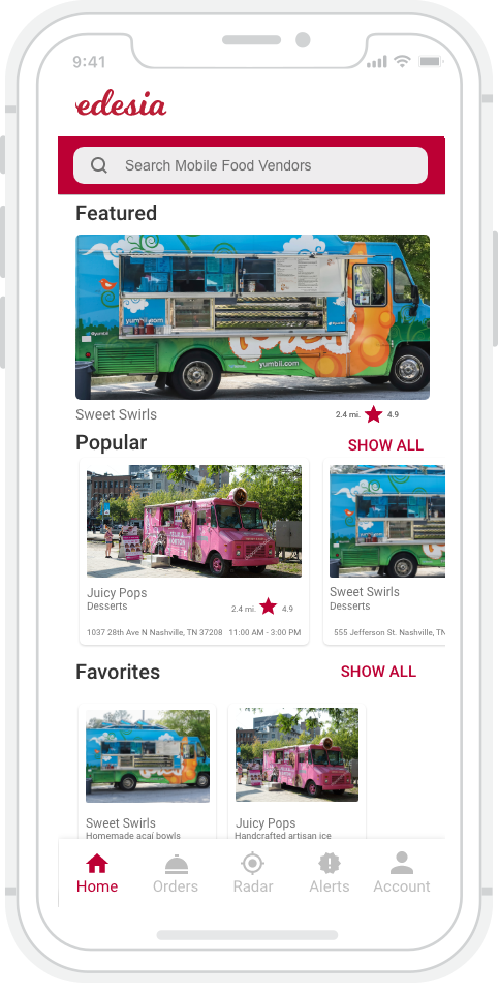 9:41
edesia
Search Mobile Food Vendors
Featured
yumbii.com
yumbii.com
Sweet Swirls
2.4 mi.
4.9
Popular
SHOW ALL
Juicy Pops
Desserts
2.4 mi.
4.9
1037 28th Ave N Nashville, TN 37208 11:00 AM - 3:00 PM
Sweet Swirls
Desserts
555 Jefferson St. Nashville, TN
Favorites
SHOW ALL
Sweet Swirls
Homemade acai bowls
Juicy Pops
Handcrafted artisan ice
Home
Orders
Radar
Alerts
Account